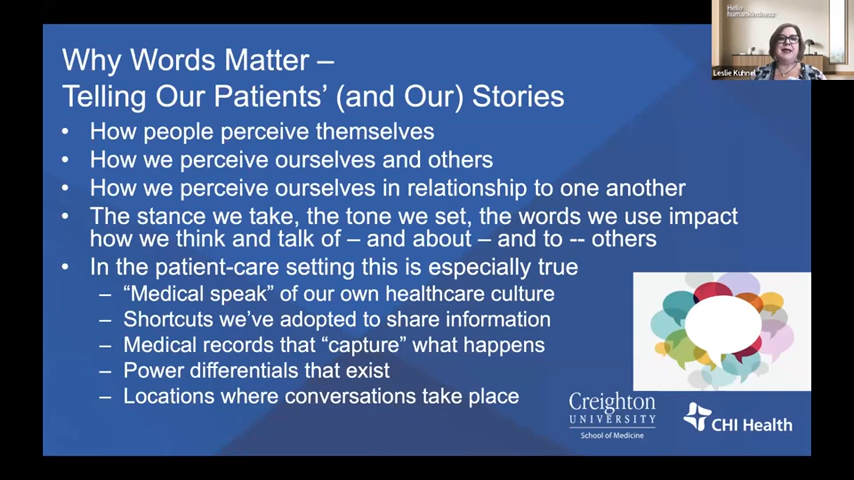 Hello
humankindness
Leslie Kuhnel
Why Words Matter –
Telling Our Patients’ (and Our) Stories
• How people perceive themselves
• How we perceive ourselves and others
• How we perceive ourselves in relationship to one another
• The stance we take, the tone we set, the words we use impact
how we think and talk of – and about – and to -- others
• In the patient-care setting this is especially true
– “Medical speak” of our own healthcare culture
– Shortcuts we’ve adopted to share information
– Medical records that “capture” what happens
– Power differentials that exist
– Locations where conversations take place
Creighton
UNIVERSITY
School of Medicine
CHI Health